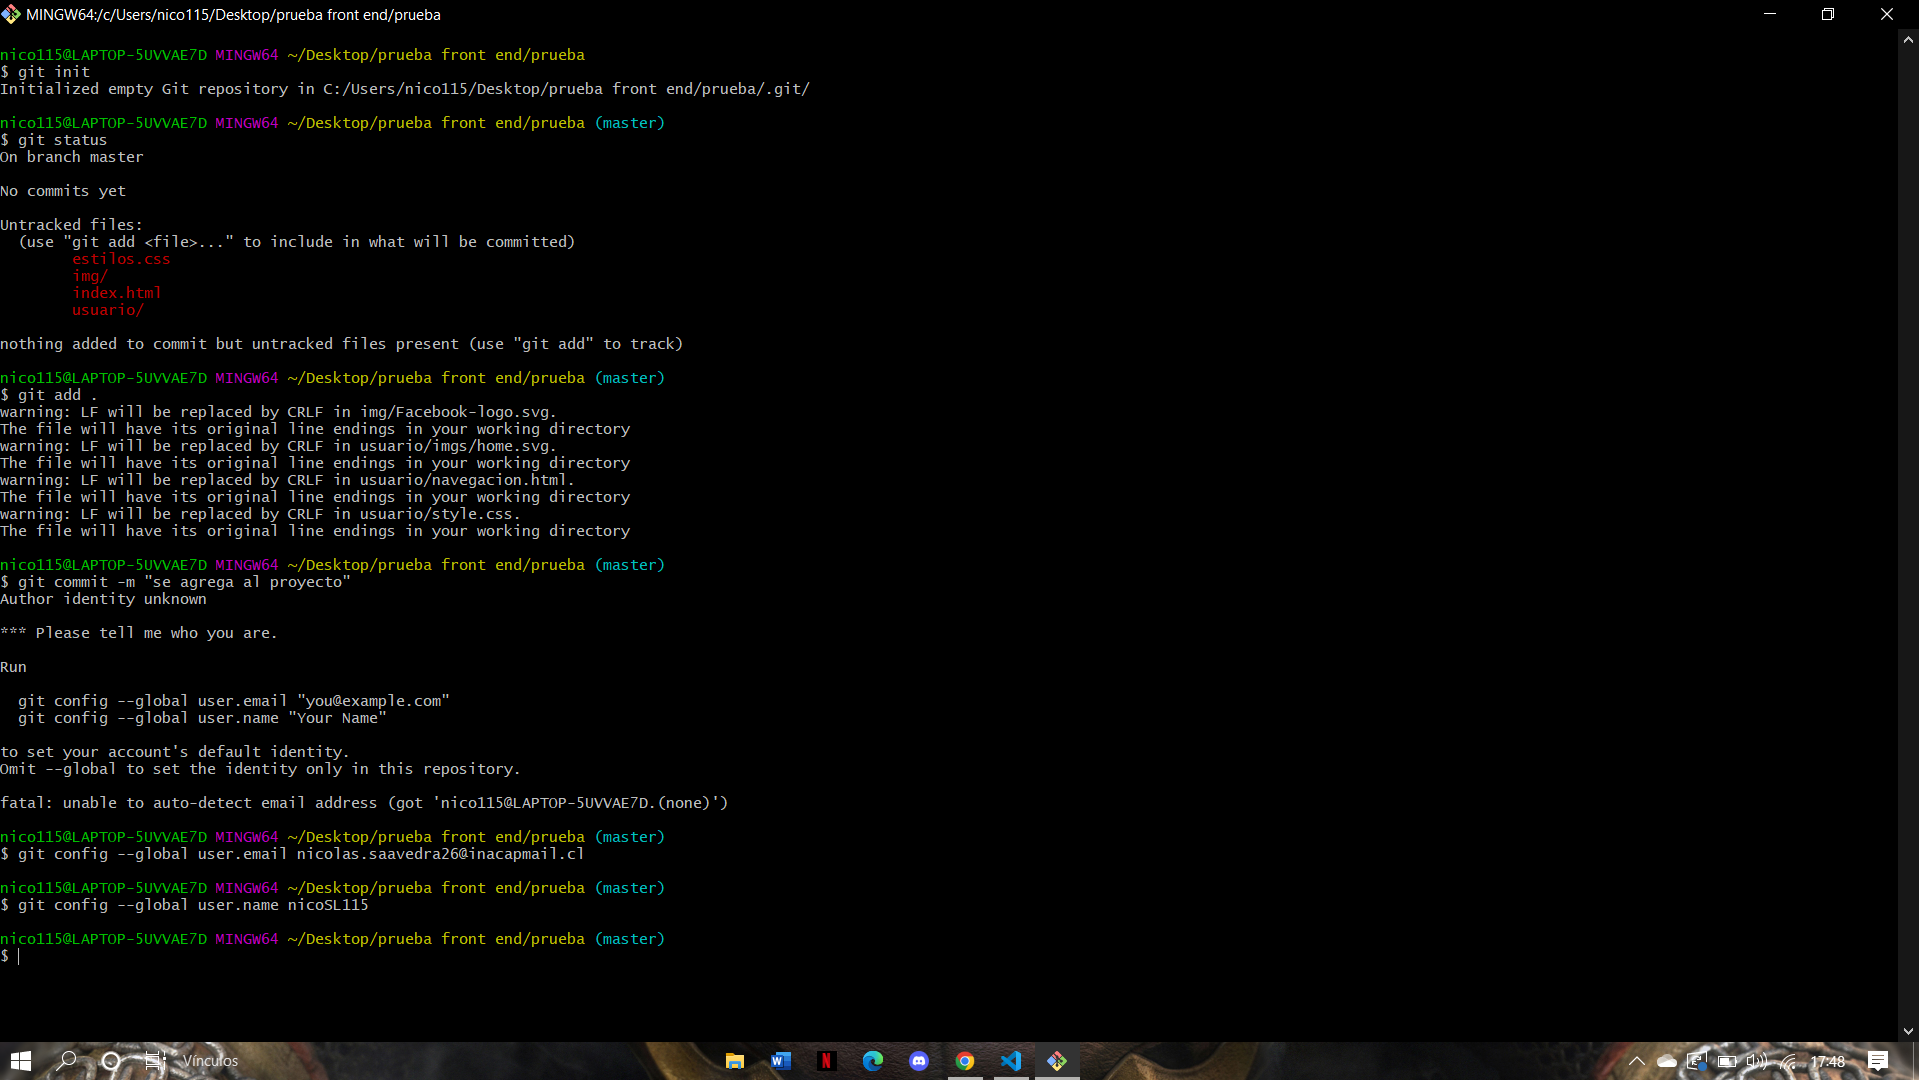 MINGW64:/c/Users/nico115/Desktop/prueba front end/prueba
nico115@LAPTOP-5UVVAE7D MINGW64 ~/Desktop/prueba front end/prueba
$ git init
Initialized empty Git repository in C:/Users/nico115/Desktop/prueba front end/prueba/.git/
nico115@LAPTOP-5UVVAE7D MINGW64 ~/Desktop/prueba front end/prueba (master)
$ git status
On branch master
No commits yet
Untracked files:
  (use "git add <file>..." to include in what will be committed)
        estilos.css
        img/
        index.html
        usuario/
nothing added to commit but untracked files present (use "git add" to track)
nico115@LAPTOP-5UVVAE7D MINGW64 ~/Desktop/prueba front end/prueba (master)
$ git add .
warning: LF will be replaced by CRLF in img/Facebook-logo.svg.
The file will have its original line endings in your working directory
warning: LF will be replaced by CRLF in usuario/imgs/home.svg.
The file will have its original line endings in your working directory
warning: LF will be replaced by CRLF in usuario/navegacion.html.
The file will have its original line endings in your working directory
warning: LF will be replaced by CRLF in usuario/style.css.
The file will have its original line endings in your working directory
nico115@LAPTOP-5UVVAE7D MINGW64 ~/Desktop/prueba front end/prueba (master)
$ git commit -m "se agrega al proyecto"
Author identity unknown
*** Please tell me who you are.
Run
  git config --global user.email "you@example.com"
  git config --global user.name "Your Name"
to set your account's default identity.
Omit --global to set the identity only in this repository.
fatal: unable to auto-detect email address (got 'nico115@LAPTOP-5UVVAE7D.(none)')
nico115@LAPTOP-5UVVAE7D MINGW64 ~/Desktop/prueba front end/prueba (master)
$ git config --global user.email nicolas.saavedra26@inacapmail.cl
nico115@LAPTOP-5UVVAE7D MINGW64 ~/Desktop/prueba front end/prueba (master)
$ git config --global user.name nicoSL115
nico115@LAPTOP-5UVVAE7D MINGW64 ~/Desktop/prueba front end/prueba (master)
$
Vínculos
17:48